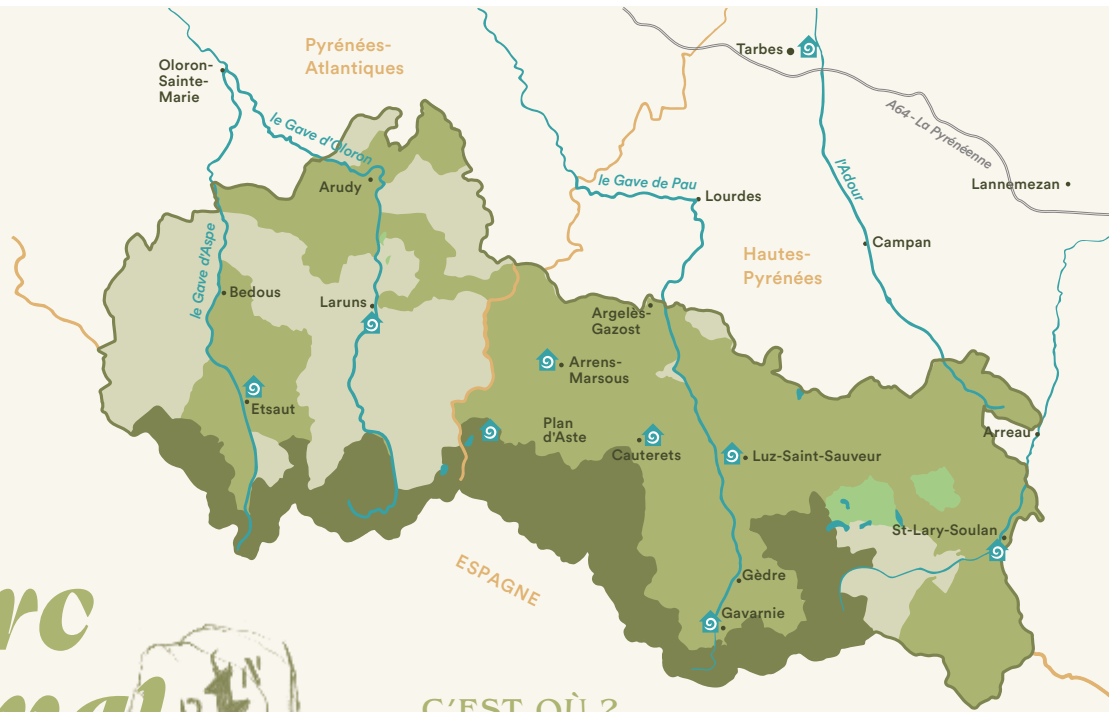 Pyrénées-
Atlantiques
Tarbes
Oloron-
Sainte-
Marie
A64 - La Pyrénéenne
le Gave d'Oloron
l'Adour
Arudy
le Gave de Pau
Lourdes
Lannemezan
Campan
le Gave d'Aspe
Hautes-
Pyrénées
Bedous
Laruns
Argelès-
Gazost
Arrens-
Marsous
Etsaut
Plan
d'Aste
Cauterets
Luz-Saint-Sauveur
Arreau
St-Lary-Soulan
ESPAGNE
Gèdre
Gavarnie
rc
nal
C'EST OÙ ?